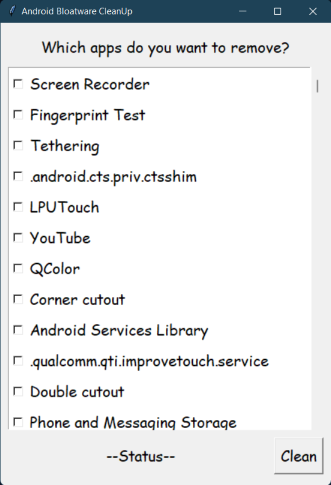 Android Bloatware CleanUp
Which apps do you want to remove?
Screen Recorder
Fingerprint Test
Tethering
.android.cts.priv.ctsshim
LPUTouch
YouTube
QColor
Corner cutout
Android Services Library
.qualcomm.qti.improvetouch.service
Double cutout
Phone and Messaging Storage
--Status--
Clean